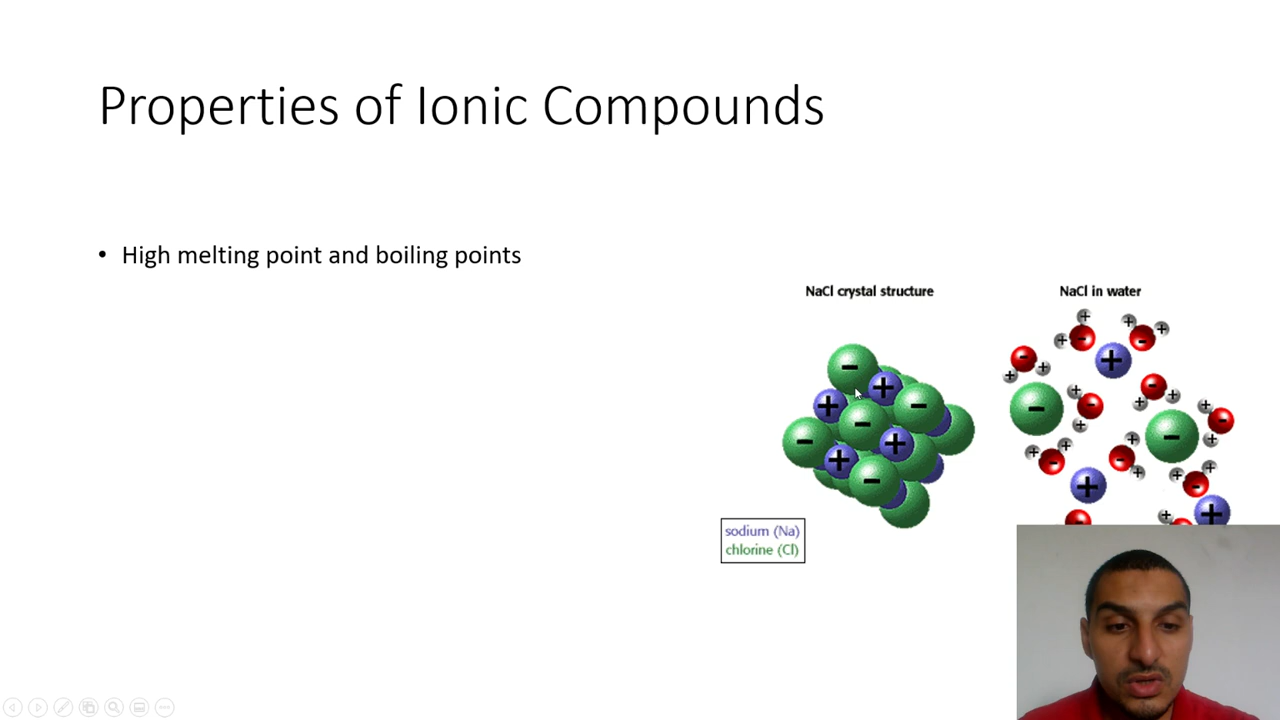 Properties of Ionic Compounds
• High melting point and boiling points
NaCl crystal structure
NaCl in water
sodium (Na)
chlorine (Cl)